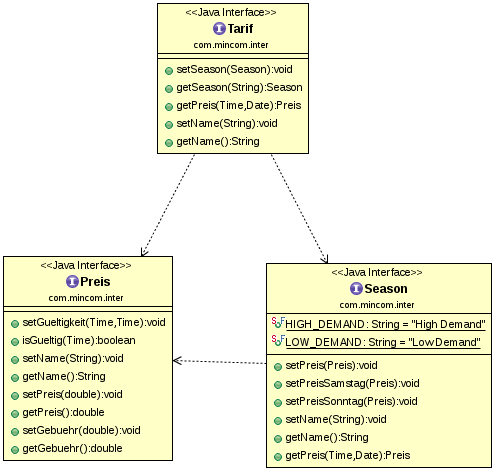 <<Java Interface>>
Tarif
com.mincom.inter
setSeason(Season):void
getSeason(String):Season
getPreis(Time,Date):Preis
setName(String):void
getName():String
<<Java Interface>>
Preis
com.mincom.inter
setGueltigkeit(Time,Time):void
isGueltig(Time):boolean
setName(String):void
getName():String
setPreis(double):void
getPreis():double
setGebuehr(double):void
getGebuehr():double
<<Java Interface>>
Season
com.mincom.inter
HIGH_DEMAND: String = "High Demand"
LOW_DEMAND: String = "Low Demand"
setPreis(Preis):void
setPreisSamstag(Preis):void
setPreisSonntag(Preis):void
setName(String):void
getName():String
getPreis(Time,Date):Preis